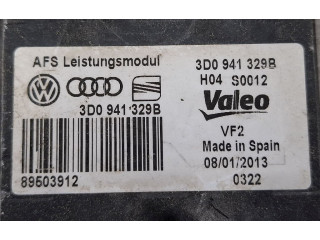 AFS Leistungsmodul
3D0 941 329B
H04 S0012
3D0 941 329B
Valeo
VF2
Made in Spain
08/01/2013
89503912
0322